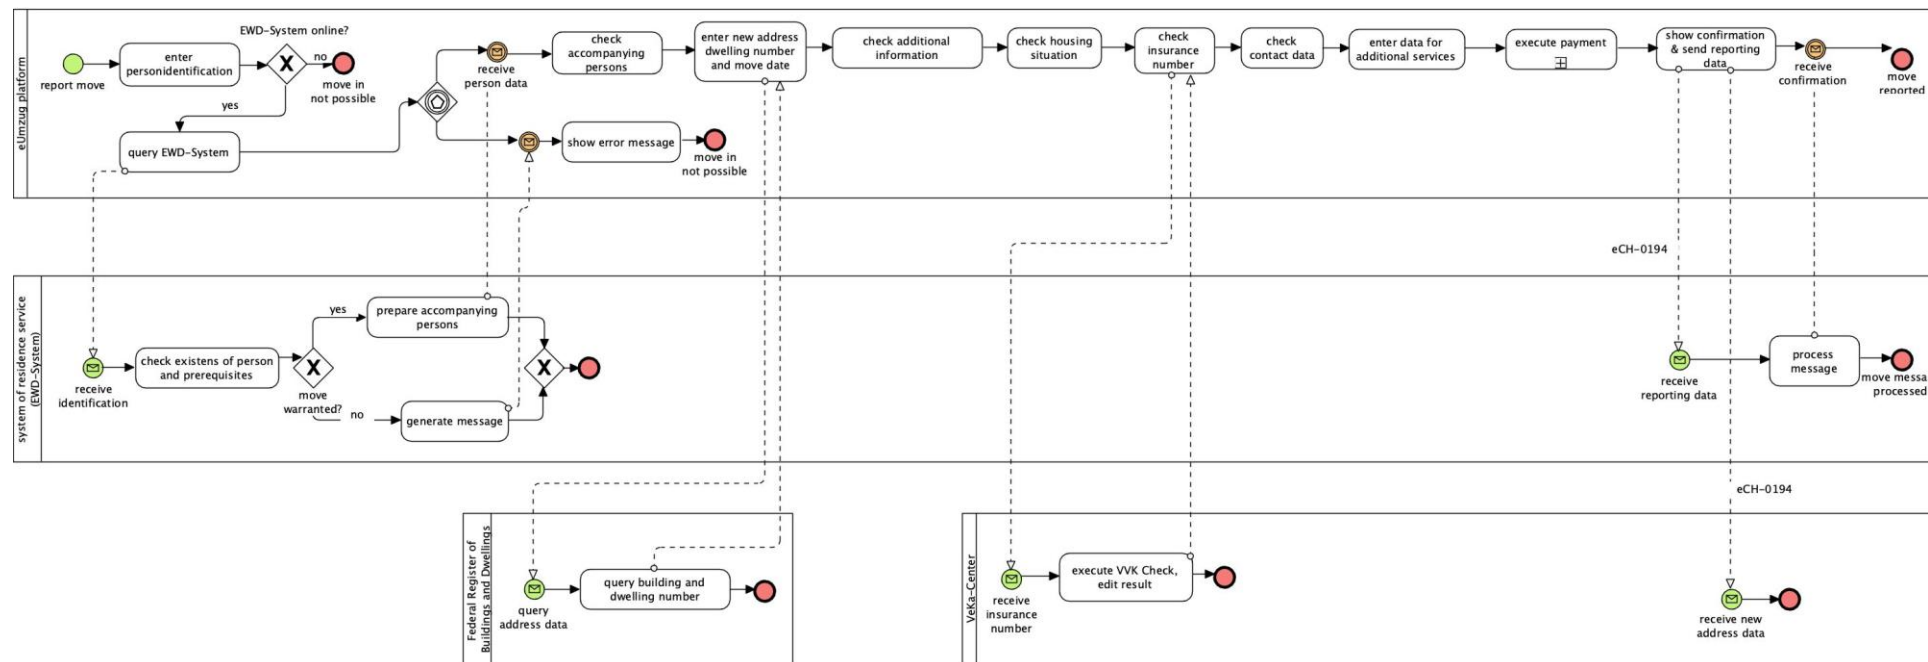 eUmzug platform
report move
enter
personidentification
EWD-System online?
no
move in
not possible
yes
query EWD-System
receive
person data
check
accompanying
persons
enter new address
dwelling number
and move date
check additional
information
check housing
situation
check
insurance
number
check
contact data
enter data for
additional services
execute payment
show confirmation
& send reporting
data
receive
confirmation
move
reported
show error message
move in
not possible
eCH-0194
system of residence service
(EWD-System)
receive
identification
check existens of person
and prerequisites
move
warranted?
yes
no
prepare accompanying
persons
generate message
receive
reporting data
process
message
move messa
processed
eCH-0194
Federal Register of
Buildings and Dwellings
query
address data
query building and
dwelling number
VeKa-Center
receive
insurance
number
execute VVK Check,
edit result
receive new
address data